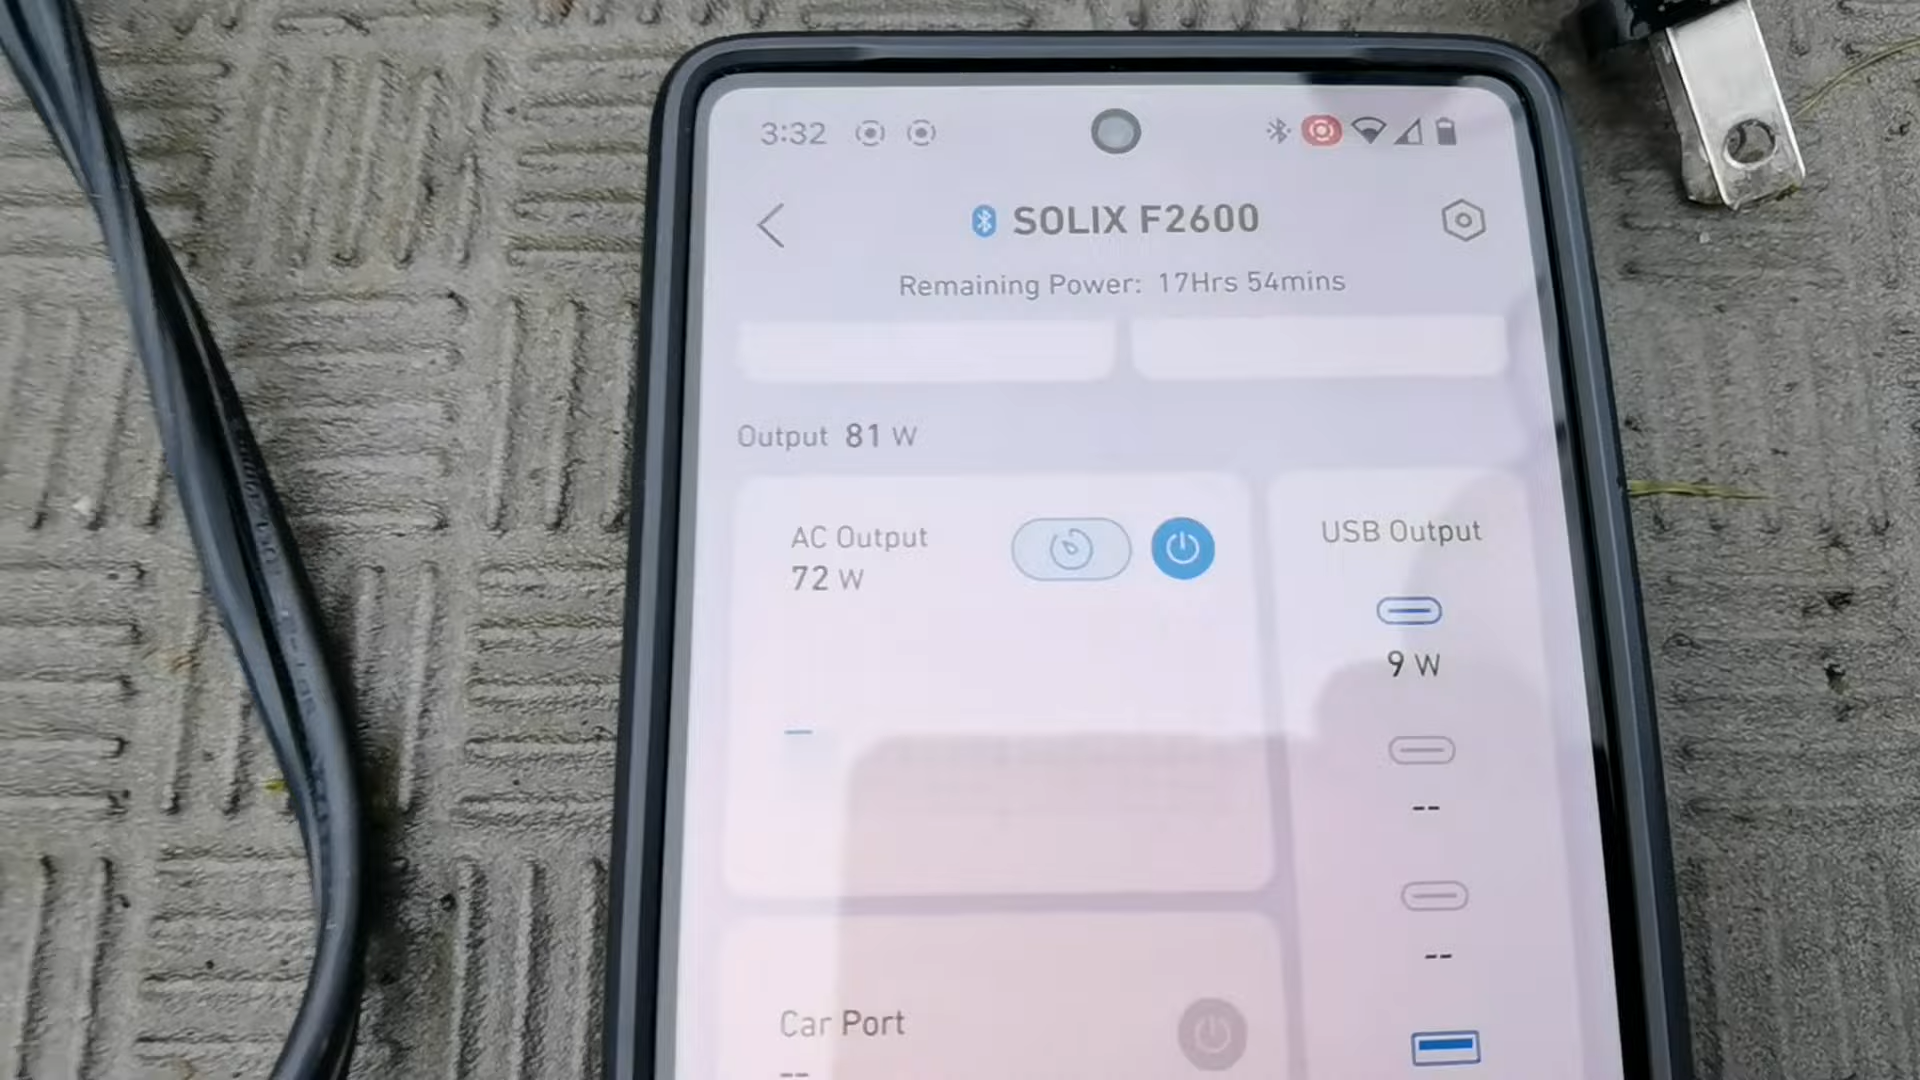 3:32
SOLIX F2600
Remaining Power: 17Hrs 54mins
Output 81 W
AC Output
72 W
USB Output
9 W
--
--
Car Port
--